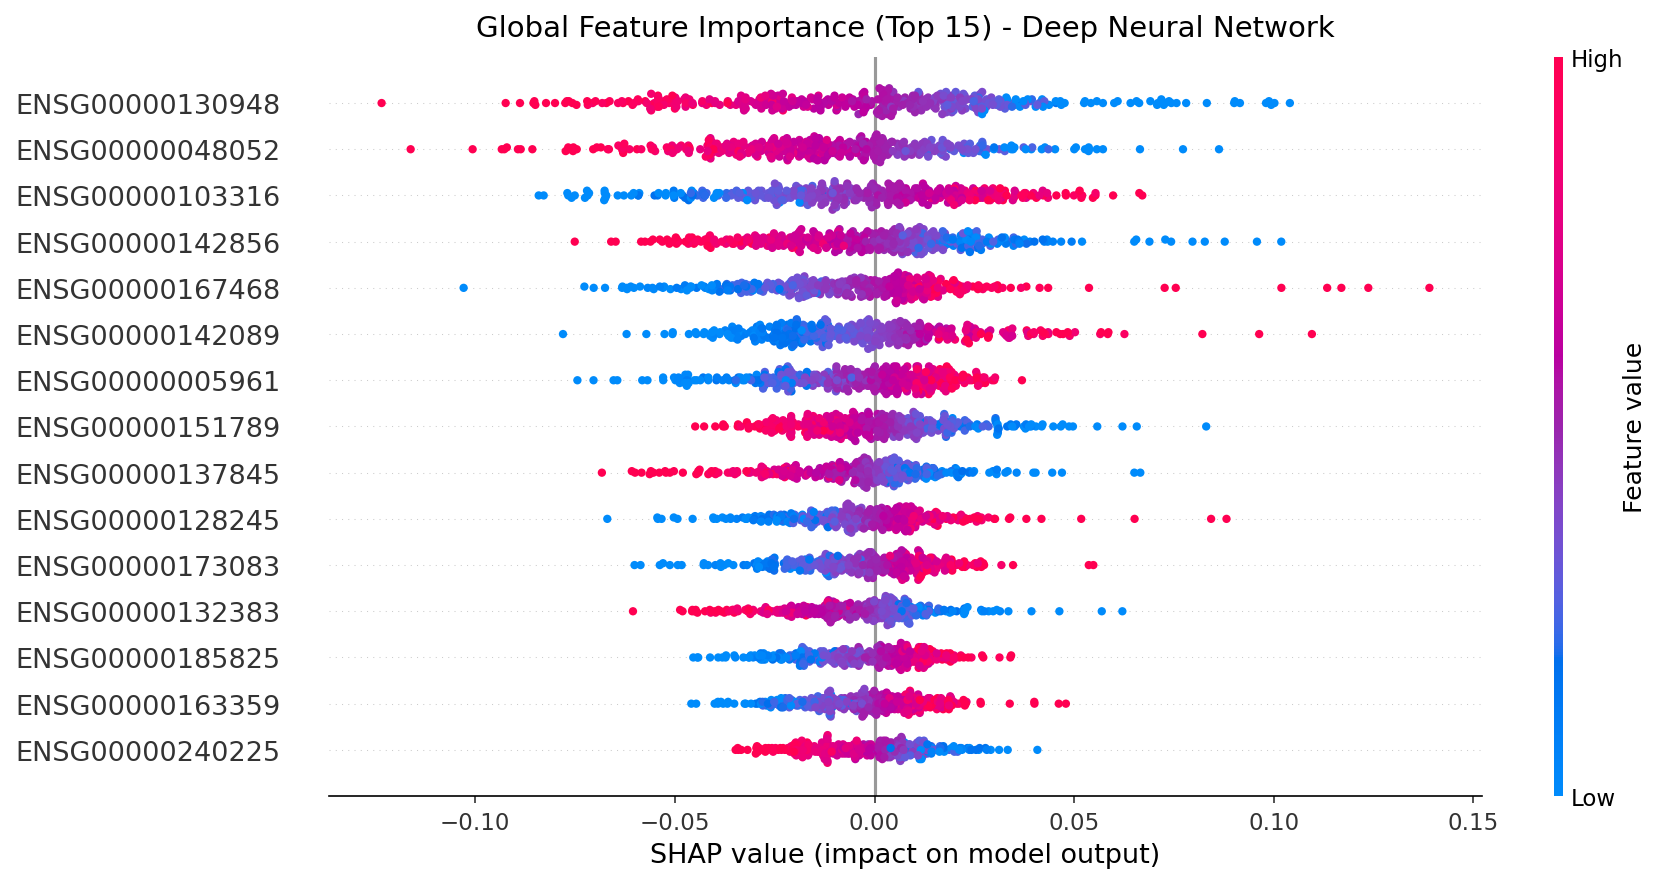 Global Feature Importance (Top 15) - Deep Neural Network
High
ENSG00000130948
ENSG00000048052
ENSG00000103316
ENSG00000142856
ENSG00000167468
ENSG00000142089
ENSG00000005961
ENSG00000151789
ENSG00000137845
ENSG00000128245
ENSG00000173083
ENSG00000132383
ENSG00000185825
ENSG00000163359
ENSG00000240225
Feature value
Low
−0.10 −0.05 0.00 0.05 0.10 0.15
SHAP value (impact on model output)